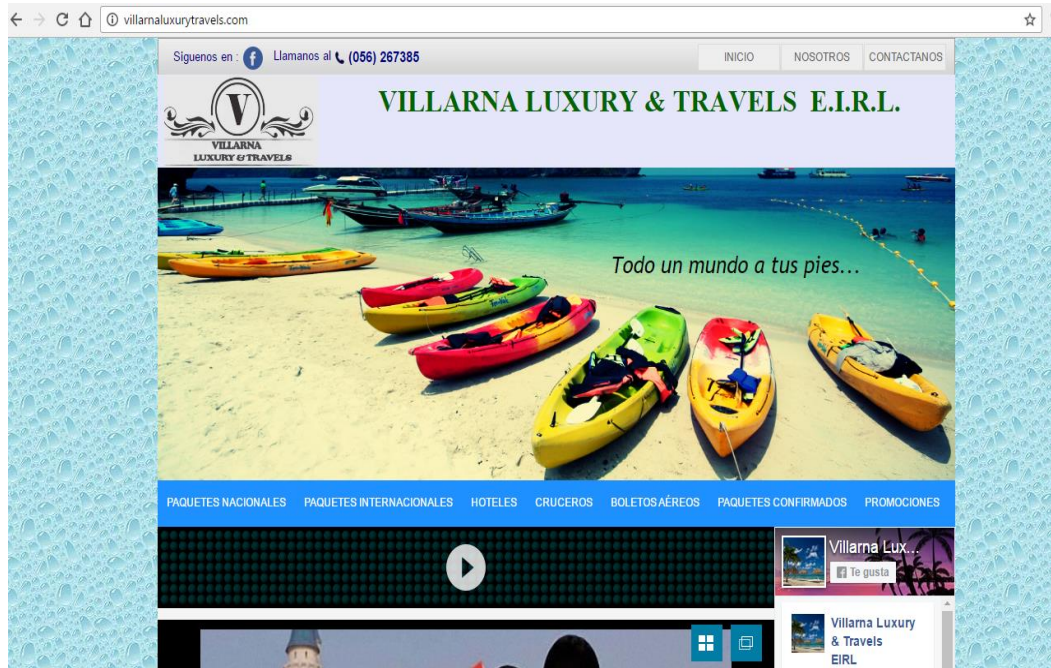 villarnaluxurytravels.com
Siguenos en : Llamanos al (056) 267385
INICIO NOSOTROS CONTACTANOS
V
VILLARNA
LUXURY & TRAVELS
VILLARNA LUXURY & TRAVELS E.I.R.L.
Todo un mundo a tus pies...
PAQUETES NACIONALES PAQUETES INTERNACIONALES HOTELES CRUCEROS BOLETOS AÉREOS PAQUETES CONFIRMADOS PROMOCIONES
Villarna Lux...
Te gusta
Villarna Luxury
& Travels
EIRL